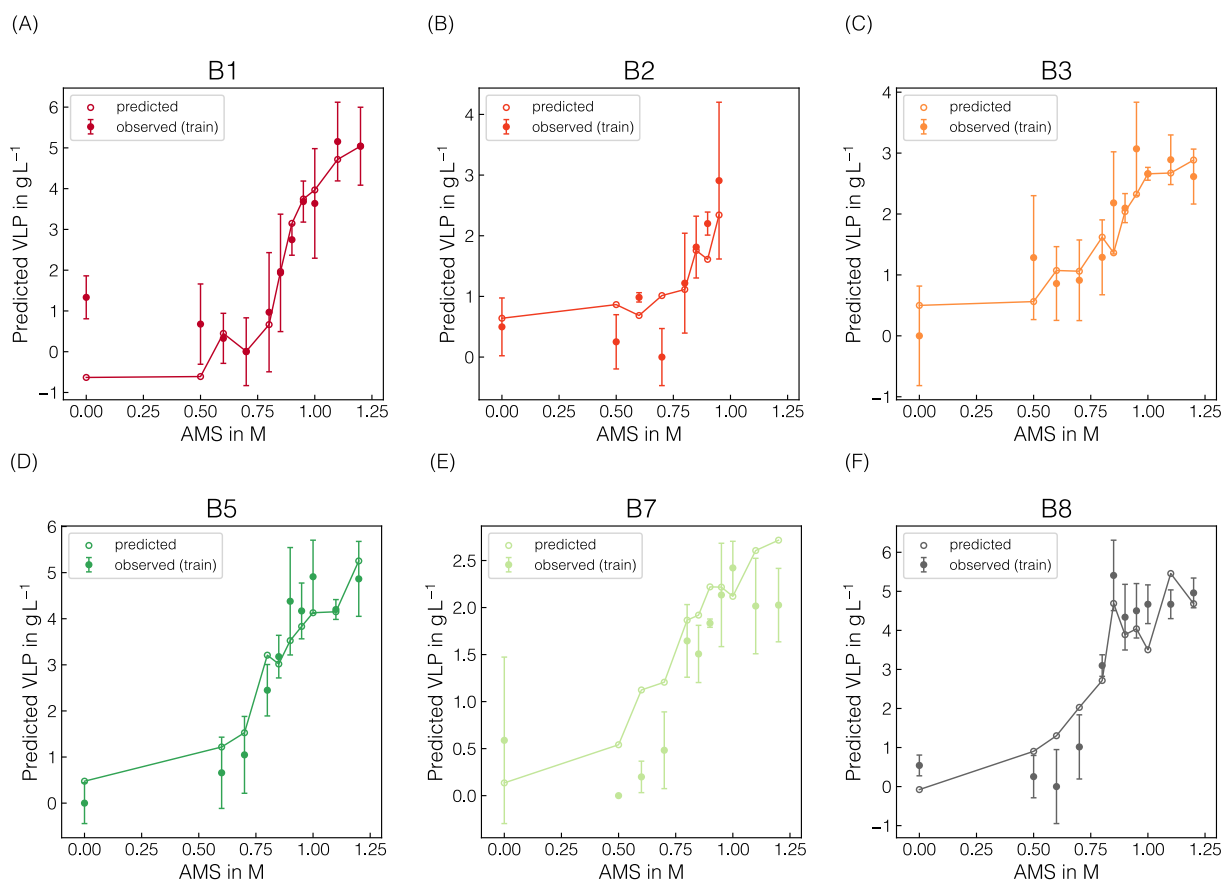 (A)
B1
predicted
observed (train)
6
5
4
3
2
1
0
−1
0.00 0.25 0.50 0.75 1.00 1.25
Predicted VLP in gL⁻¹
AMS in M
(B)
B2
predicted
observed (train)
4
3
2
1
0
0.00 0.25 0.50 0.75 1.00 1.25
Predicted VLP in gL⁻¹
AMS in M
(C)
B3
predicted
observed (train)
4
3
2
1
0
−1
0.00 0.25 0.50 0.75 1.00 1.25
Predicted VLP in gL⁻¹
AMS in M
(D)
B5
predicted
observed (train)
6
5
4
3
2
1
0
0.00 0.25 0.50 0.75 1.00 1.25
Predicted VLP in gL⁻¹
AMS in M
(E)
B7
predicted
observed (train)
2.5
2.0
1.5
1.0
0.5
0.0
0.00 0.25 0.50 0.75 1.00 1.25
Predicted VLP in gL⁻¹
AMS in M
(F)
B8
predicted
observed (train)
6
5
4
3
2
1
0
−1
0.00 0.25 0.50 0.75 1.00 1.25
Predicted VLP in gL⁻¹
AMS in M